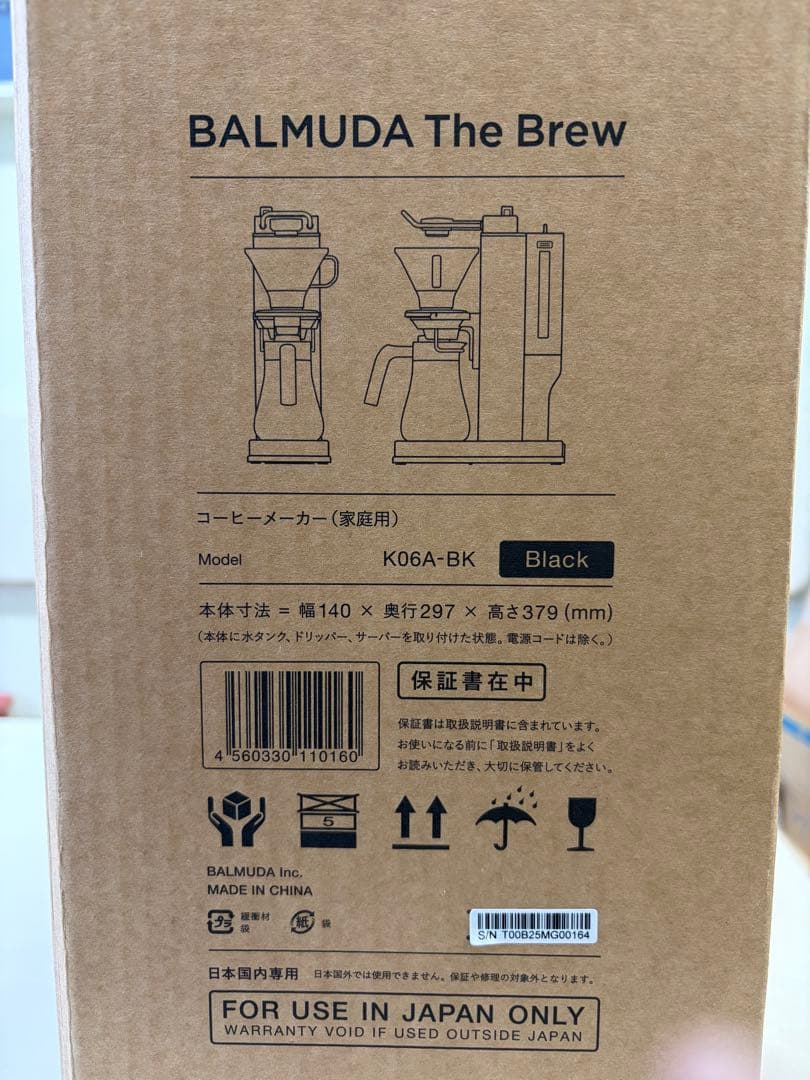 BALMUDA The Brew
コーヒーメーカー(家庭用)
Model K06A-BK Black
本体寸法 = 幅140 × 奥行297 × 高さ379 (mm)
(本体に水タンク、ドリッパー、サーバーを取り付けた状態。電源コードは除く。)
4 560330 110160
保証書在中
保証書は取扱説明書に含まれています。
お使いになる前に「取扱説明書」をよく
お読みいただき、大切に保管してください。
5
BALMUDA Inc.
MADE IN CHINA
プラ 緩衝材
袋
紙 袋
S/N T00B25MG00164
日本国内専用 日本国外では使用できません。保証や修理の対象外となります。
FOR USE IN JAPAN ONLY
WARRANTY VOID IF USED OUTSIDE JAPAN